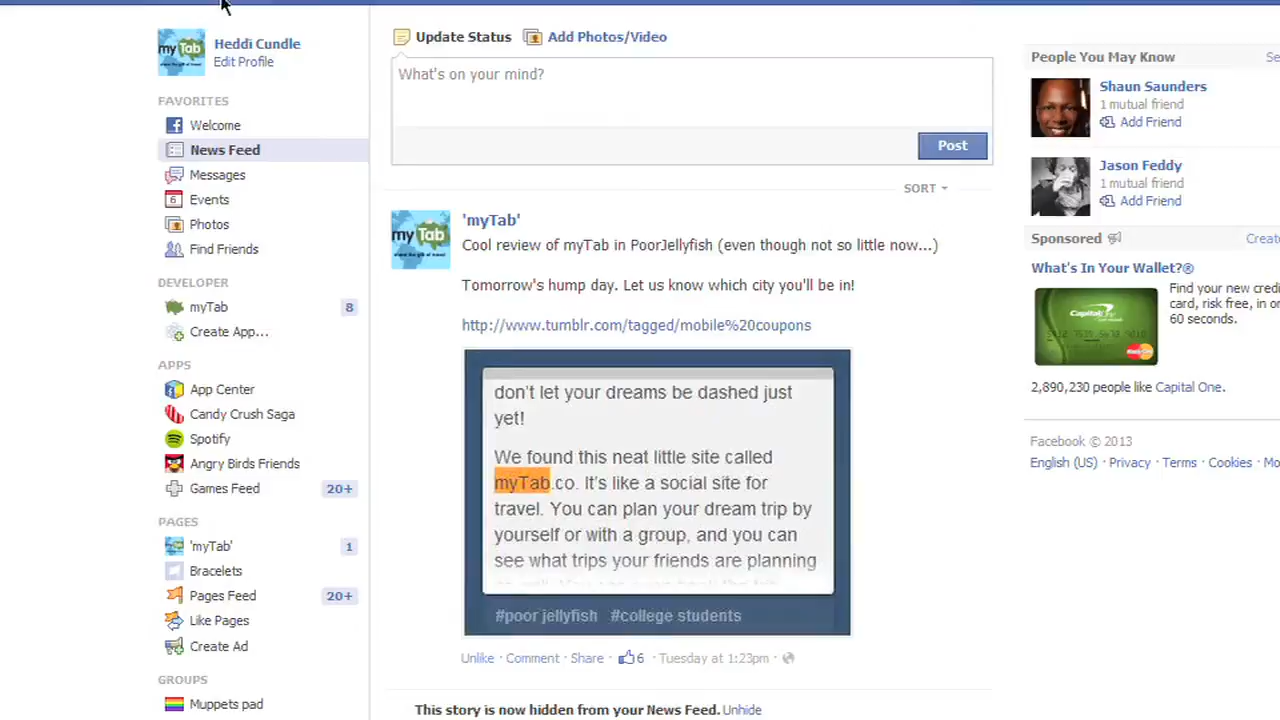 Heddi Cundle
Edit Profile
FAVORITES
Welcome
News Feed
Messages
6 Events
Photos
Find Friends
DEVELOPER
myTab 8
Create App...
APPS
App Center
Candy Crush Saga
Spotify
Angry Birds Friends
Games Feed 20+
PAGES
'myTab' 1
Bracelets
Pages Feed 20+
Like Pages
Create Ad
GROUPS
Muppets pad
Update Status Add Photos/Video
What's on your mind?
Post
SORT
my Tab
'myTab'
Cool review of myTab in PoorJellyfish (even though not so little now...)
Tomorrow's hump day. Let us know which city you'll be in!
http://www.tumblr.com/tagged/mobile%20coupons
don't let your dreams be dashed just
yet!
We found this neat little site called
myTab.co. It's like a social site for
travel. You can plan your dream trip by
yourself or with a group, and you can
see what trips your friends are planning
#poor jellyfish #college students
Unlike · Comment · Share · 6 · Tuesday at 1:23pm ·
This story is now hidden from your News Feed. Unhide
People You May Know Se
Shaun Saunders
1 mutual friend
Add Friend
Jason Feddy
1 mutual friend
Add Friend
Sponsored Creat
What's In Your Wallet?®
Capital One
MasterCard
Find your new credi
card, risk free, in o
60 seconds.
2,890,230 people like Capital One.
Facebook © 2013
English (US) · Privacy · Terms · Cookies · Mo